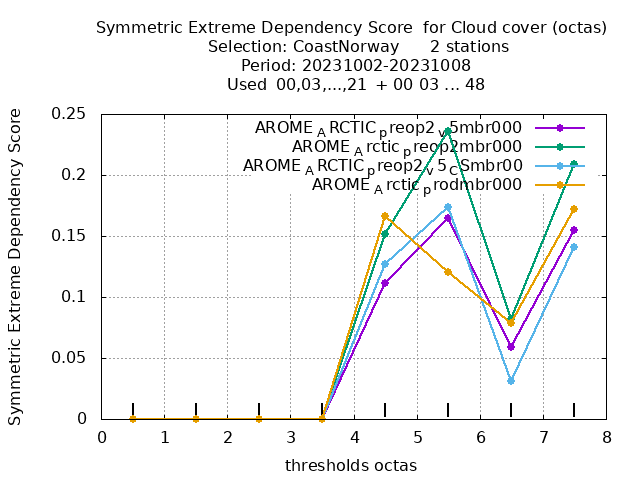 Symmetric Extreme Dependency Score  for Cloud cover (octas)
Selection: CoastNorway      2 stations
Period: 20231002-20231008
Used  00,03,...,21  + 00 03 ... 48
AROME_ARCTIC_preop2_v5mbr000
AROME_Arctic_preop2mbr000
AROME_ARCTIC_preop2_v5_CSmbr00
AROME_Arctic_prodmbr000
Symmetric Extreme Dependency Score
0.25
0.2
0.15
0.1
0.05
0
0 1 2 3 4 5 6 7 8
thresholds octas